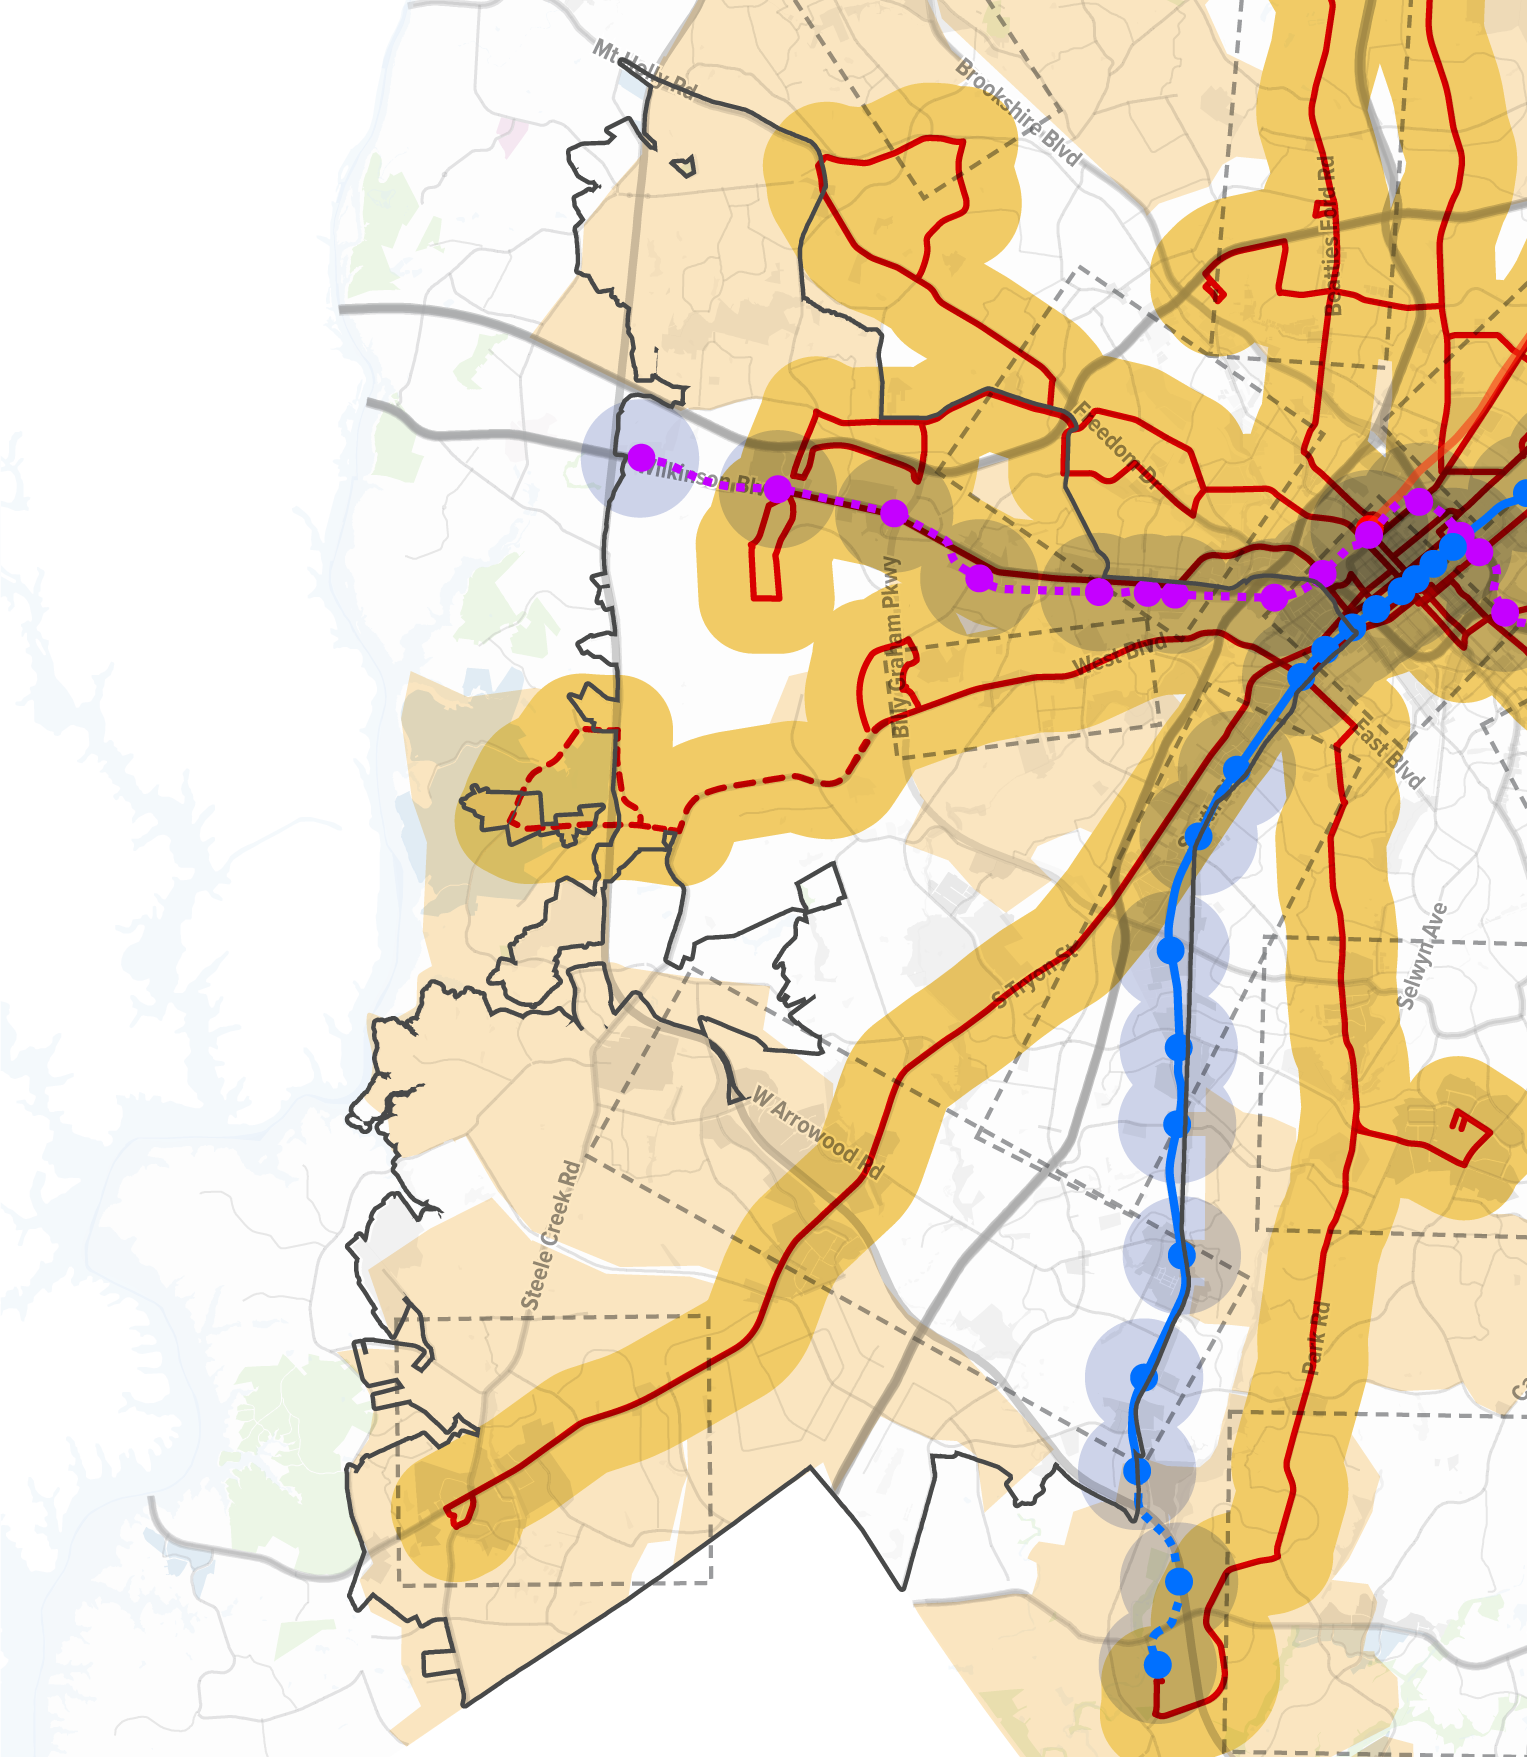 Mt Holly Rd
Brookshire Blvd
Beatties Ford Rd
Freedom Dr
Wilkinson Blv
Billy Graham Pkwy
West Blvd
East Blvd
Selwyn Ave
S Tryon St
W Arrowood Rd
Steele Creek Rd
Park Rd